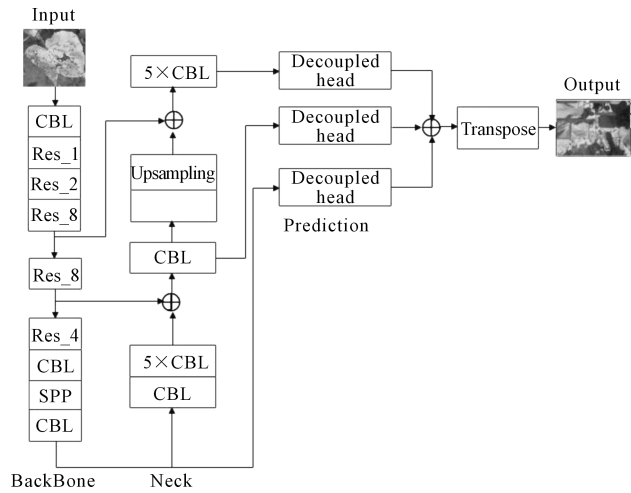 Input
CBL
Res_1
Res_2
Res_8
Res_8
Res_4
CBL
SPP
CBL
BackBone
5×CBL
Upsampling
CBL
5×CBL
CBL
Neck
Decoupled
head
Decoupled
head
Decoupled
head
Prediction
Transpose
Output